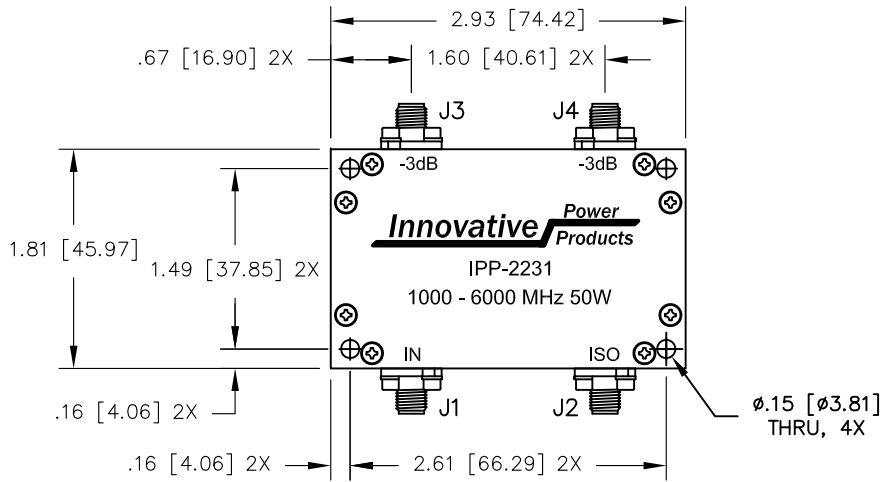 2.93 [74.42]
.67 [16.90] 2X
1.60 [40.61] 2X
J3
J4
-3dB
-3dB
1.81 [45.97]
1.49 [37.85] 2X
Innovative Power Products
IPP-2231
1000 - 6000 MHz 50W
IN
ISO
J1
J2
.16 [4.06] 2X
.16 [4.06] 2X
2.61 [66.29] 2X
ø.15 [ø3.81]
THRU, 4X